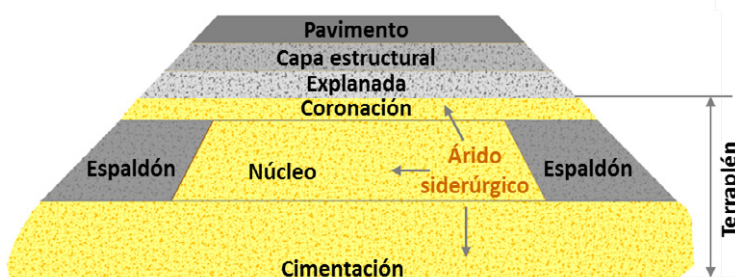 Pavimento
Capa estructural
Explanada
Coronación
Espaldón
Núcleo
Árido
siderúrgico
Espaldón
Terraplén
Cimentación